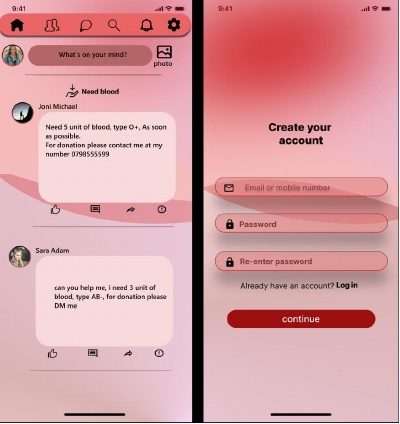 9:41
What's on your mind?
photo
Need blood
Joni Michael
Need 5 unit of blood, type O+, As soon
as possible.
For donation please contact me at my
number 0798555599
Sara Adam
can you help me, i need 3 unit of
blood, type AB-, for donation please
DM me
9:41
Create your
account
Email or mobile number
Password
Re-enter password
Already have an account? Log in
continue